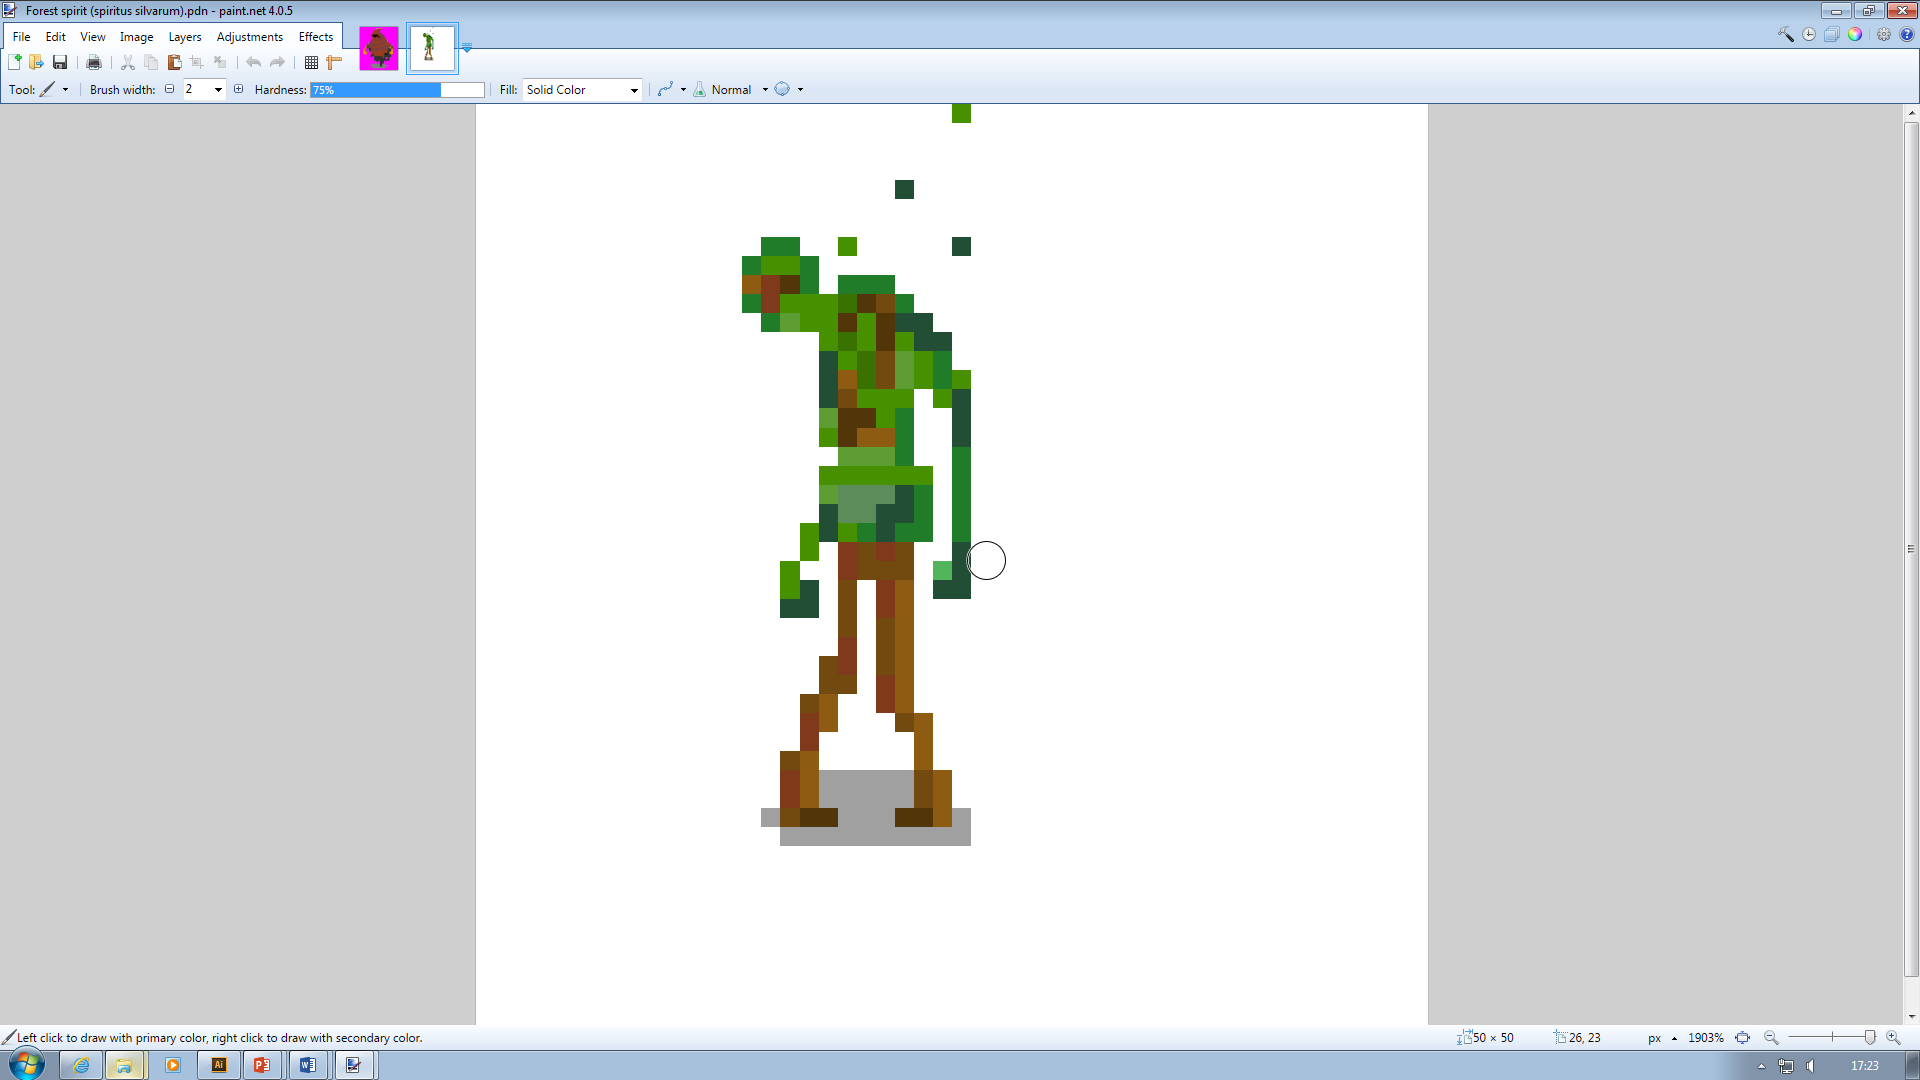 Forest spirit (spiritus silvarum).pdn - paint.net 4.0.5
File Edit View Image Layers Adjustments Effects
Tool: Brush width: 2 Hardness: 75% Fill: Solid Color Normal
Left click to draw with primary color, right click to draw with secondary color. 50 × 50 26, 23 px 1903%
Ai P W 17:23